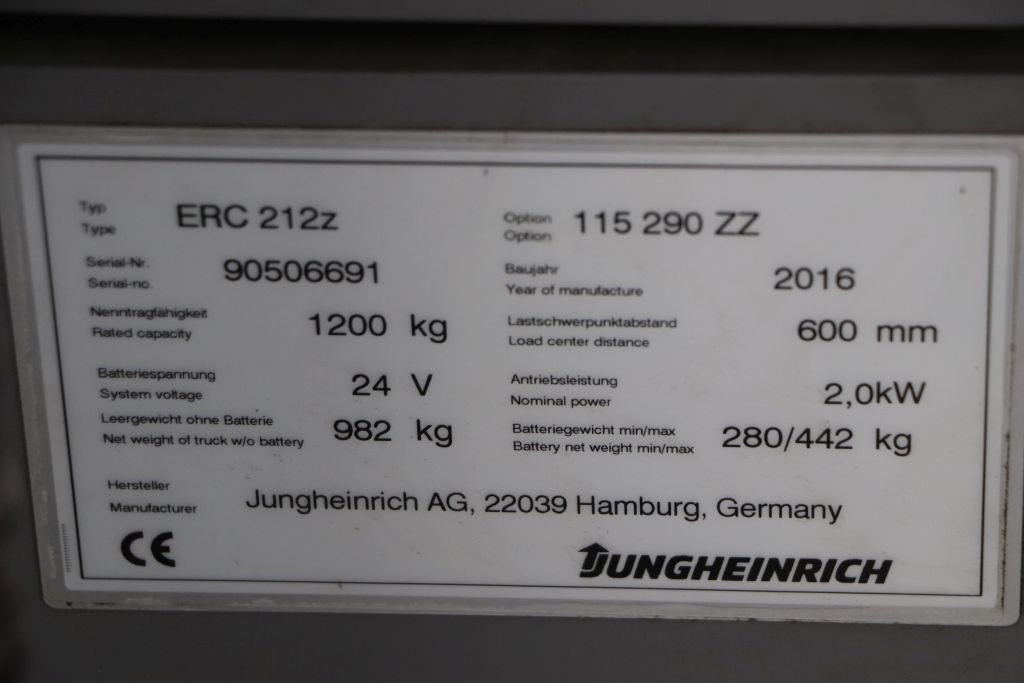 Typ ERC 212z Option 115 290 ZZ
Type Option
Serial-Nr. 90506691 Baujahr 2016
Serial-no. Year of manufacture
Nenntragfähigkeit 1200 kg Lastschwerpunktabstand 600 mm
Rated capacity Load center distance
Batteriespannung 24 V Antriebsleistung 2,0kW
System voltage Nominal power
Leergewicht ohne Batterie 982 kg Batteriegewicht min/max 280/442 kg
Net weight of truck w/o battery Battery net weight min/max
Hersteller Jungheinrich AG, 22039 Hamburg, Germany
Manufacturer
CE JUNGHEINRICH